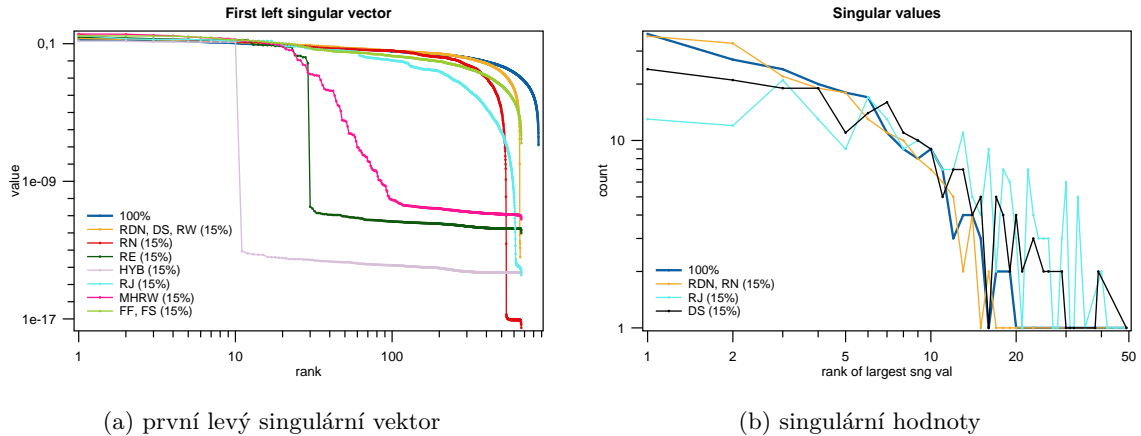 First left singular vector
0,1
1e-09
1e-17
value
100%
RDN, DS, RW (15%)
RN (15%)
RE (15%)
HYB (15%)
RJ (15%)
MHRW (15%)
FF, FS (15%)
1 10 100
rank
(a) první levý singulární vektor
Singular values
10
1
count
100%
RDN, RN (15%)
RJ (15%)
DS (15%)
1 2 5 10 20 50
rank of largest sng val
(b) singulární hodnoty